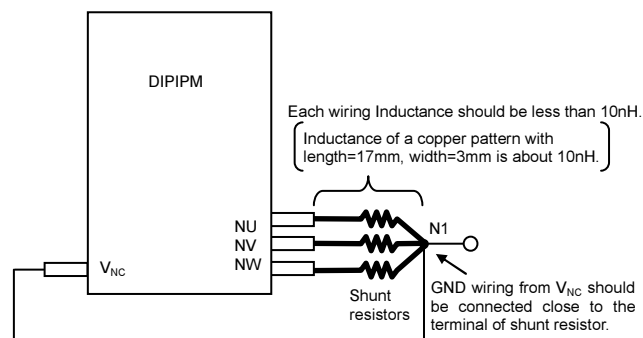 DIPIPM
Each wiring Inductance should be less than 10nH.
Inductance of a copper pattern with
length=17mm, width=3mm is about 10nH.
NU
NV
NW
N1
VNC
Shunt
resistors
GND wiring from VNC should
be connected close to the
terminal of shunt resistor.